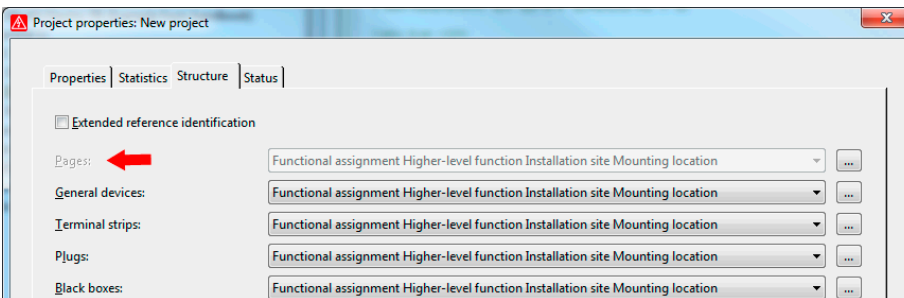 Project properties: New project
x
Properties Statistics Structure Status
Extended reference identification
Pages: Functional assignment Higher-level function Installation site Mounting location ...
General devices: Functional assignment Higher-level function Installation site Mounting location ...
Terminal strips: Functional assignment Higher-level function Installation site Mounting location ...
Plugs: Functional assignment Higher-level function Installation site Mounting location ...
Black boxes: Functional assignment Higher-level function Installation site Mounting location ...